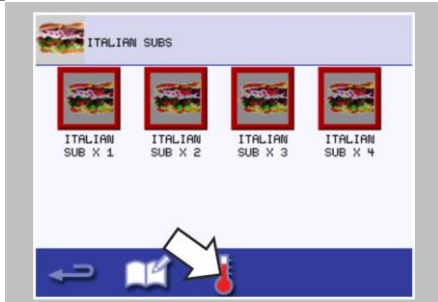 ITALIAN SUBS
ITALIAN SUB X 1
ITALIAN SUB X 2
ITALIAN SUB X 3
ITALIAN SUB X 4